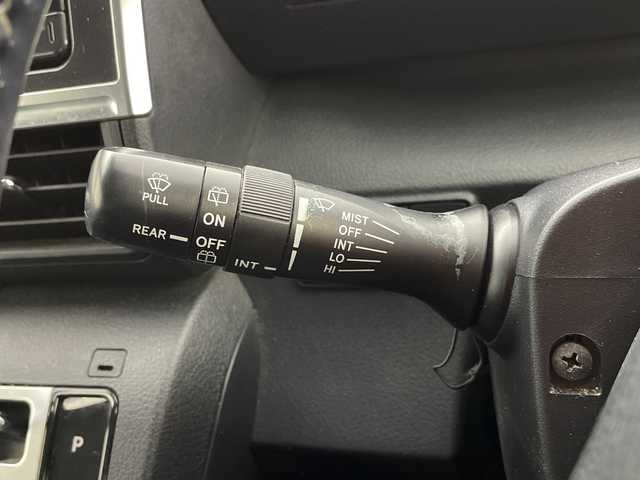 PULL
REAR
ON
OFF
INT
MIST
OFF
INT
LO
HI
P